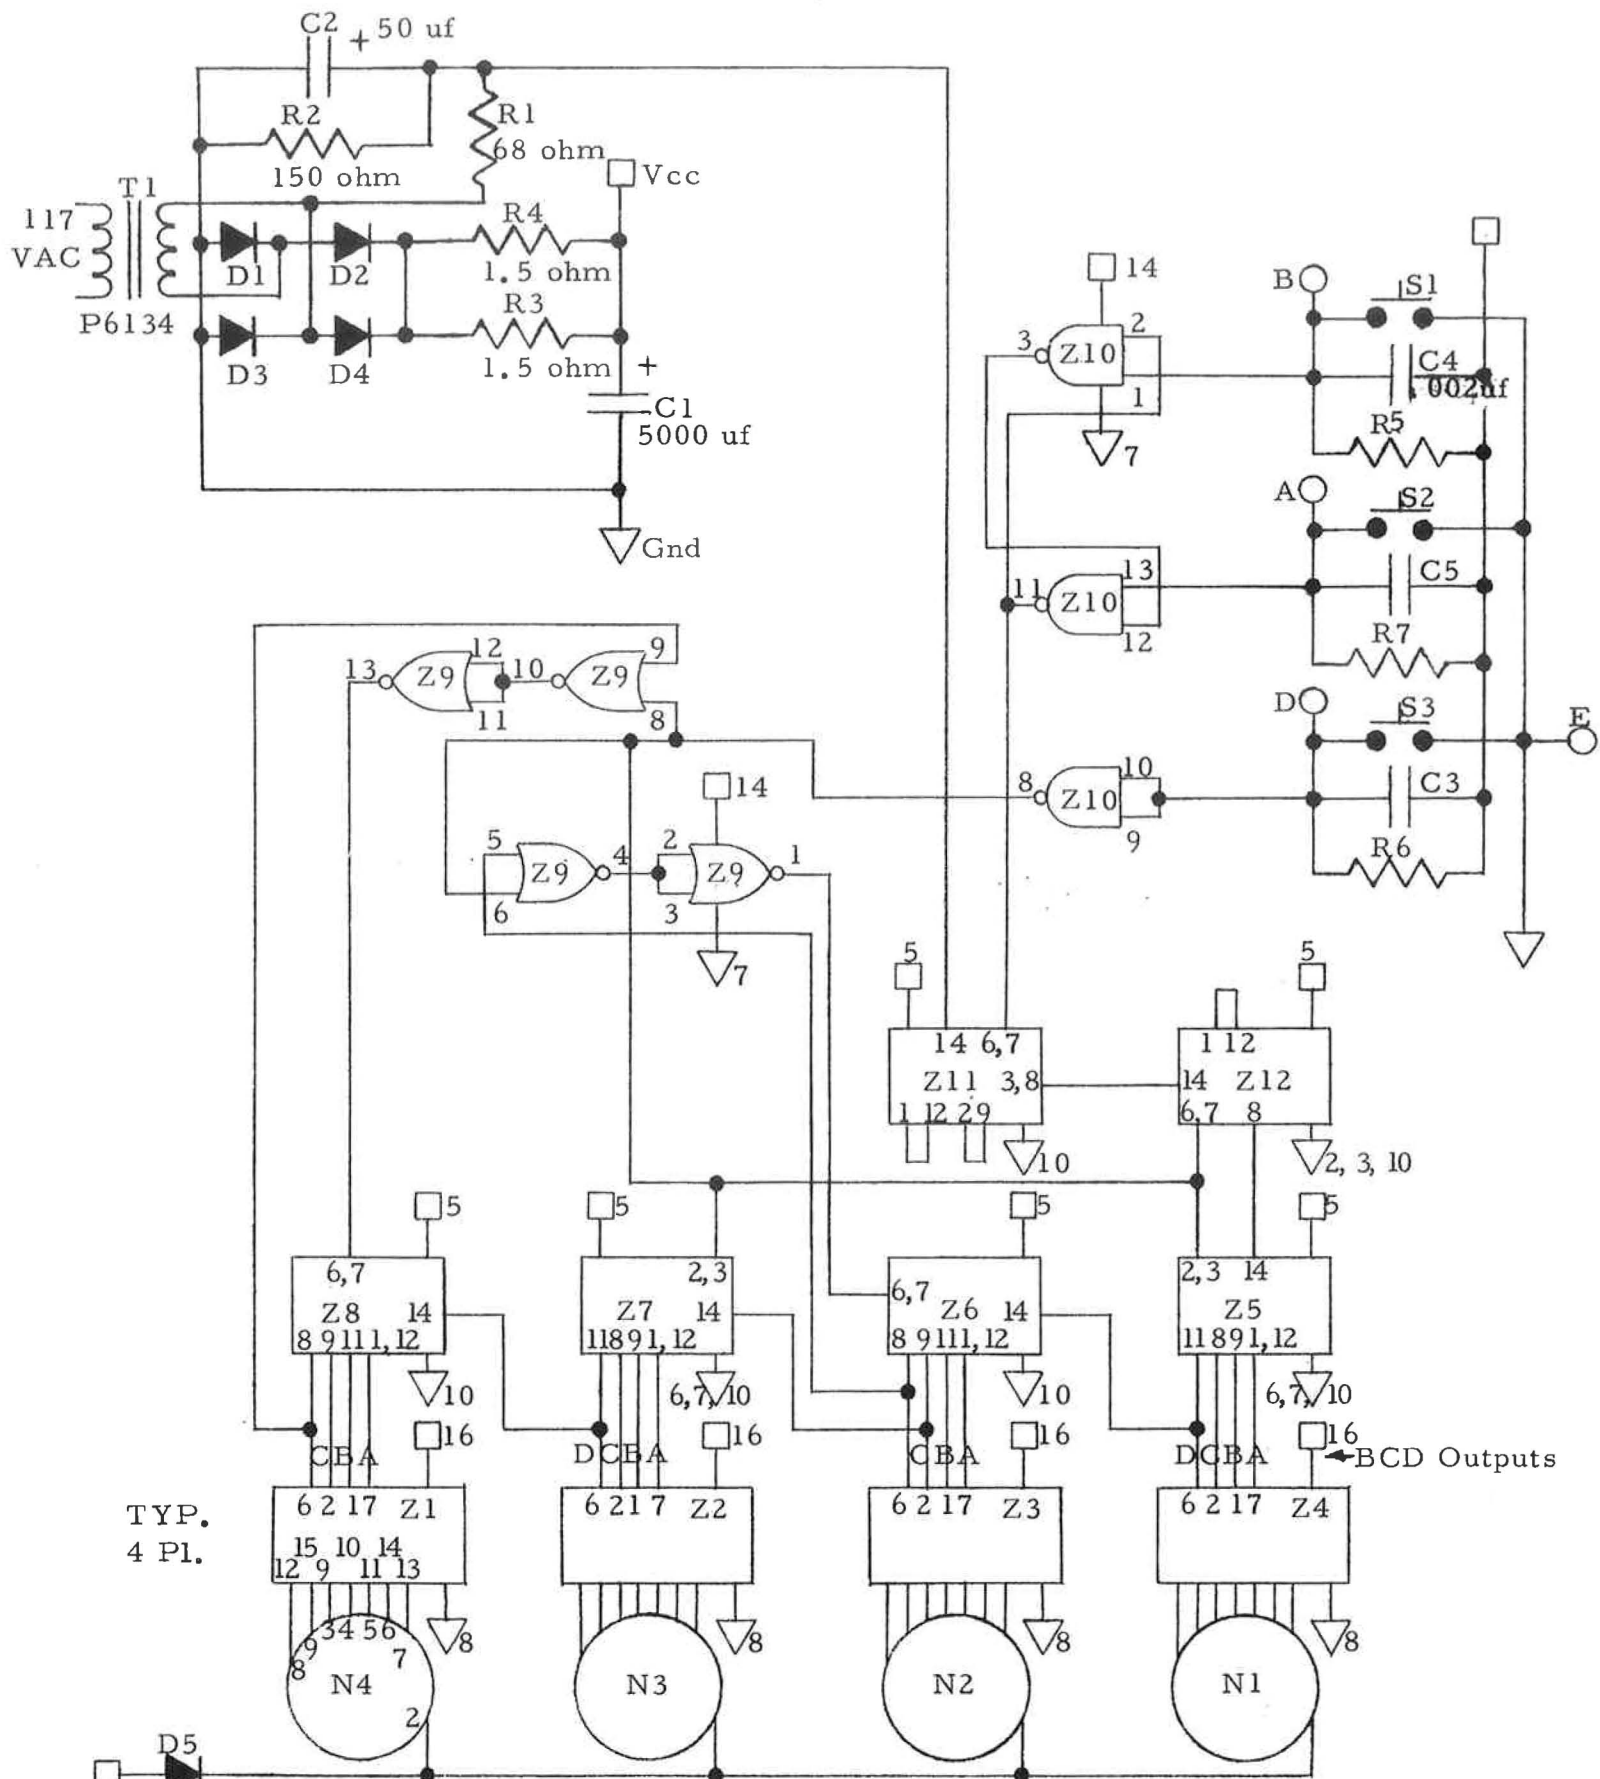 C2
+ 50 uf
R2
150 ohm
R1
68 ohm
Vcc
T1
117
VAC
P6134
D1
D2
R4
1.5 ohm
R3
1.5 ohm
+
D3
D4
C1
5000 uf
Gnd
14
3
Z10
2
1
7
B
S1
C4
.002uf
R5
A
S2
C5
R7
11
Z10
13
12
D
S3
E
C3
R6
8
Z10
10
9
13
Z9
12
11
10
Z9
9
8
14
5
6
Z9
4
2
3
Z9
1
7
5
14 6,7
Z11 3,8
1 12 2 9
10
5
1 12
14 Z12
6,7 8
2, 3, 10
5
6,7
Z8 14
8 9 11 1, 12
10
5
2, 3
Z7 14
11 8 9 1, 12
6, 7, 10
5
6,7
Z6 14
8 9 11 1, 12
10
5
2, 3 14
Z5
11 8 9 1, 12
6, 7, 10
C B A
16
D C B A
16
C B A
16
D C B A
16
BCD Outputs
TYP.
4 Pl.
6 2 1 7 Z1
15 10 14
12 9 11 13
8
6 2 1 7 Z2
8
6 2 1 7 Z3
8
6 2 1 7 Z4
8
8 9 3 4 5 6 7
N4
2
N3
N2
N1
D5